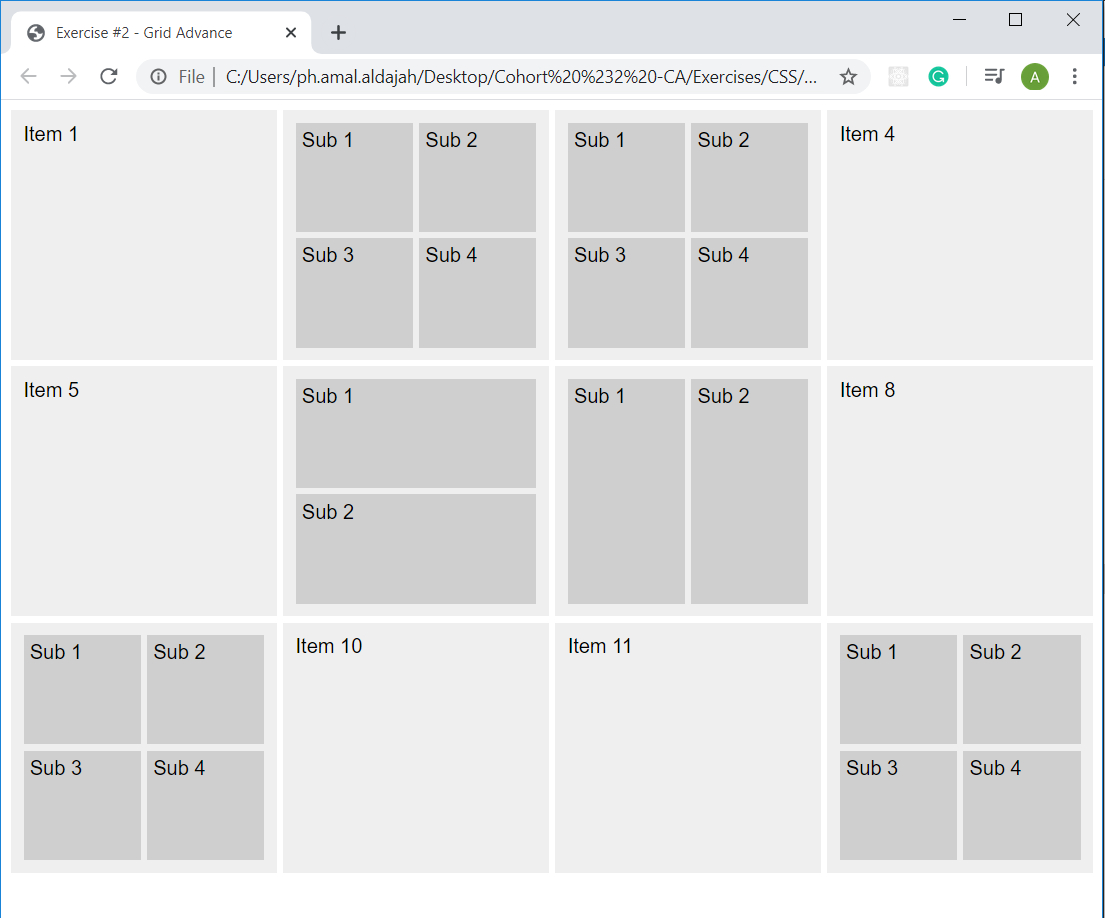 Exercise #2 - Grid Advance
File | C:/Users/ph.amal.aldajah/Desktop/Cohort%20%232%20-CA/Exercises/CSS/... A
Item 1 Sub 1 Sub 2 Sub 1 Sub 2 Item 4
Sub 3 Sub 4 Sub 3 Sub 4
Item 5 Sub 1 Sub 1 Sub 2 Item 8
Sub 2
Sub 1 Sub 2 Item 10 Item 11 Sub 1 Sub 2
Sub 3 Sub 4 Sub 3 Sub 4